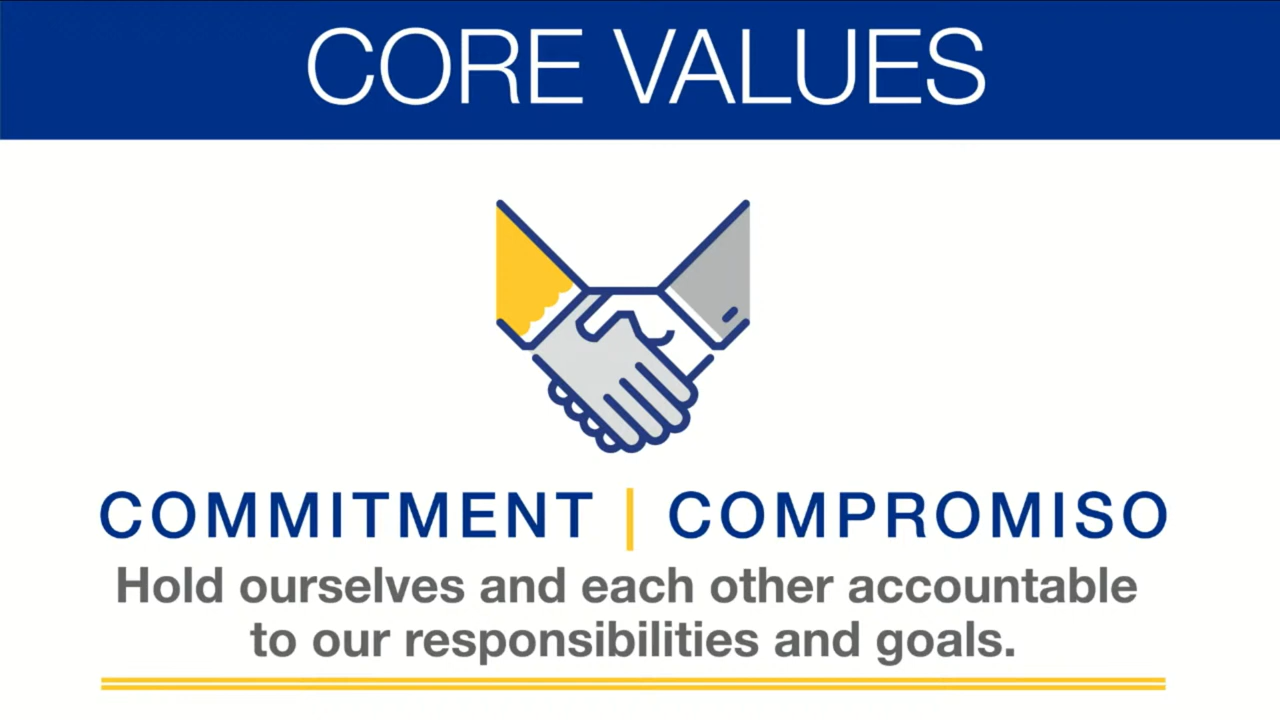 CORE VALUES
COMMITMENT | COMPROMISO
Hold ourselves and each other accountable
to our responsibilities and goals.